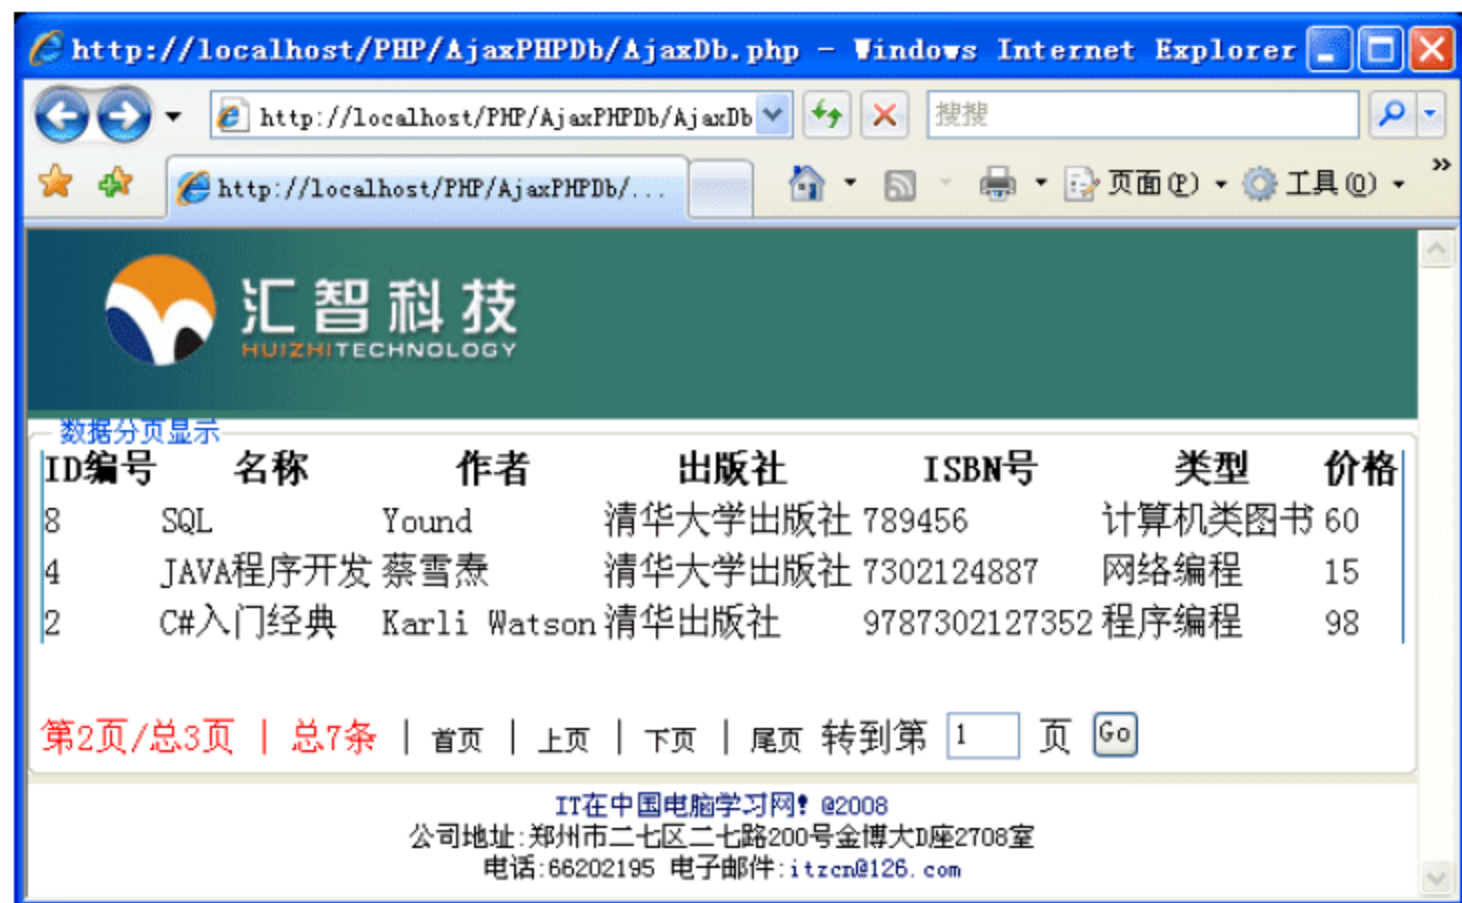 http://localhost/PHP/AjaxPHPDb/AjaxDb.php - Windows Internet Explorer
http://localhost/PHP/AjaxPHPDb/AjaxDb 搜搜
http://localhost/PHP/AjaxPHPDb/... 页面(P) 工具(O) »
汇智科技
HUIZHITECHNOLOGY
数据分页显示
ID编号 名称 作者 出版社 ISBN号 类型 价格
8 SQL Yound 清华大学出版社 789456 计算机类图书 60
4 JAVA程序开发 蔡雪焘 清华大学出版社 7302124887 网络编程 15
2 C#入门经典 Karli Watson 清华出版社 9787302127352 程序编程 98
第2页/总3页 | 总7条 | 首页 | 上页 | 下页 | 尾页 转到第 1 页 Go
IT在中国电脑学习网! @2008
公司地址:郑州市二七区二七路200号金博大D座2708室
电话:66202195 电子邮件:itzcn@126.com